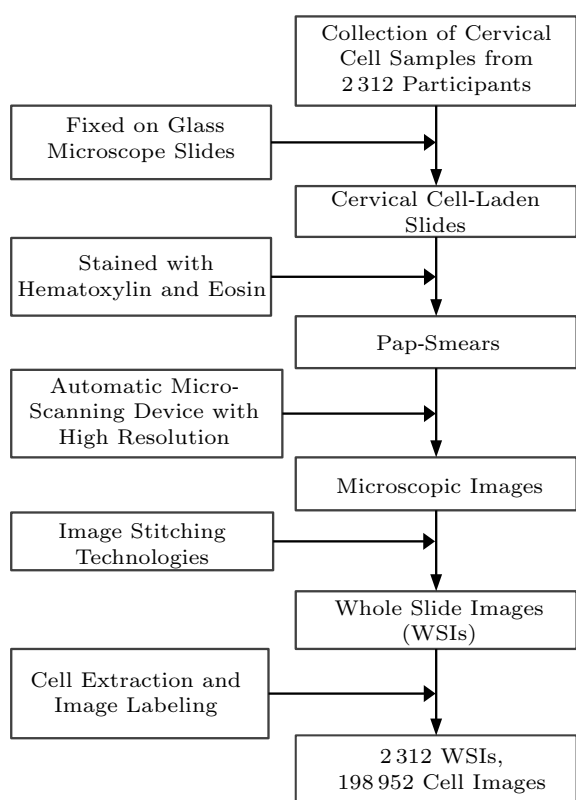 Collection of Cervical
Cell Samples from
2 312 Participants
Fixed on Glass
Microscope Slides
Cervical Cell-Laden
Slides
Stained with
Hematoxylin and Eosin
Pap-Smears
Automatic Micro-
Scanning Device with
High Resolution
Microscopic Images
Image Stitching
Technologies
Whole Slide Images
(WSIs)
Cell Extraction and
Image Labeling
2 312 WSIs,
198 952 Cell Images